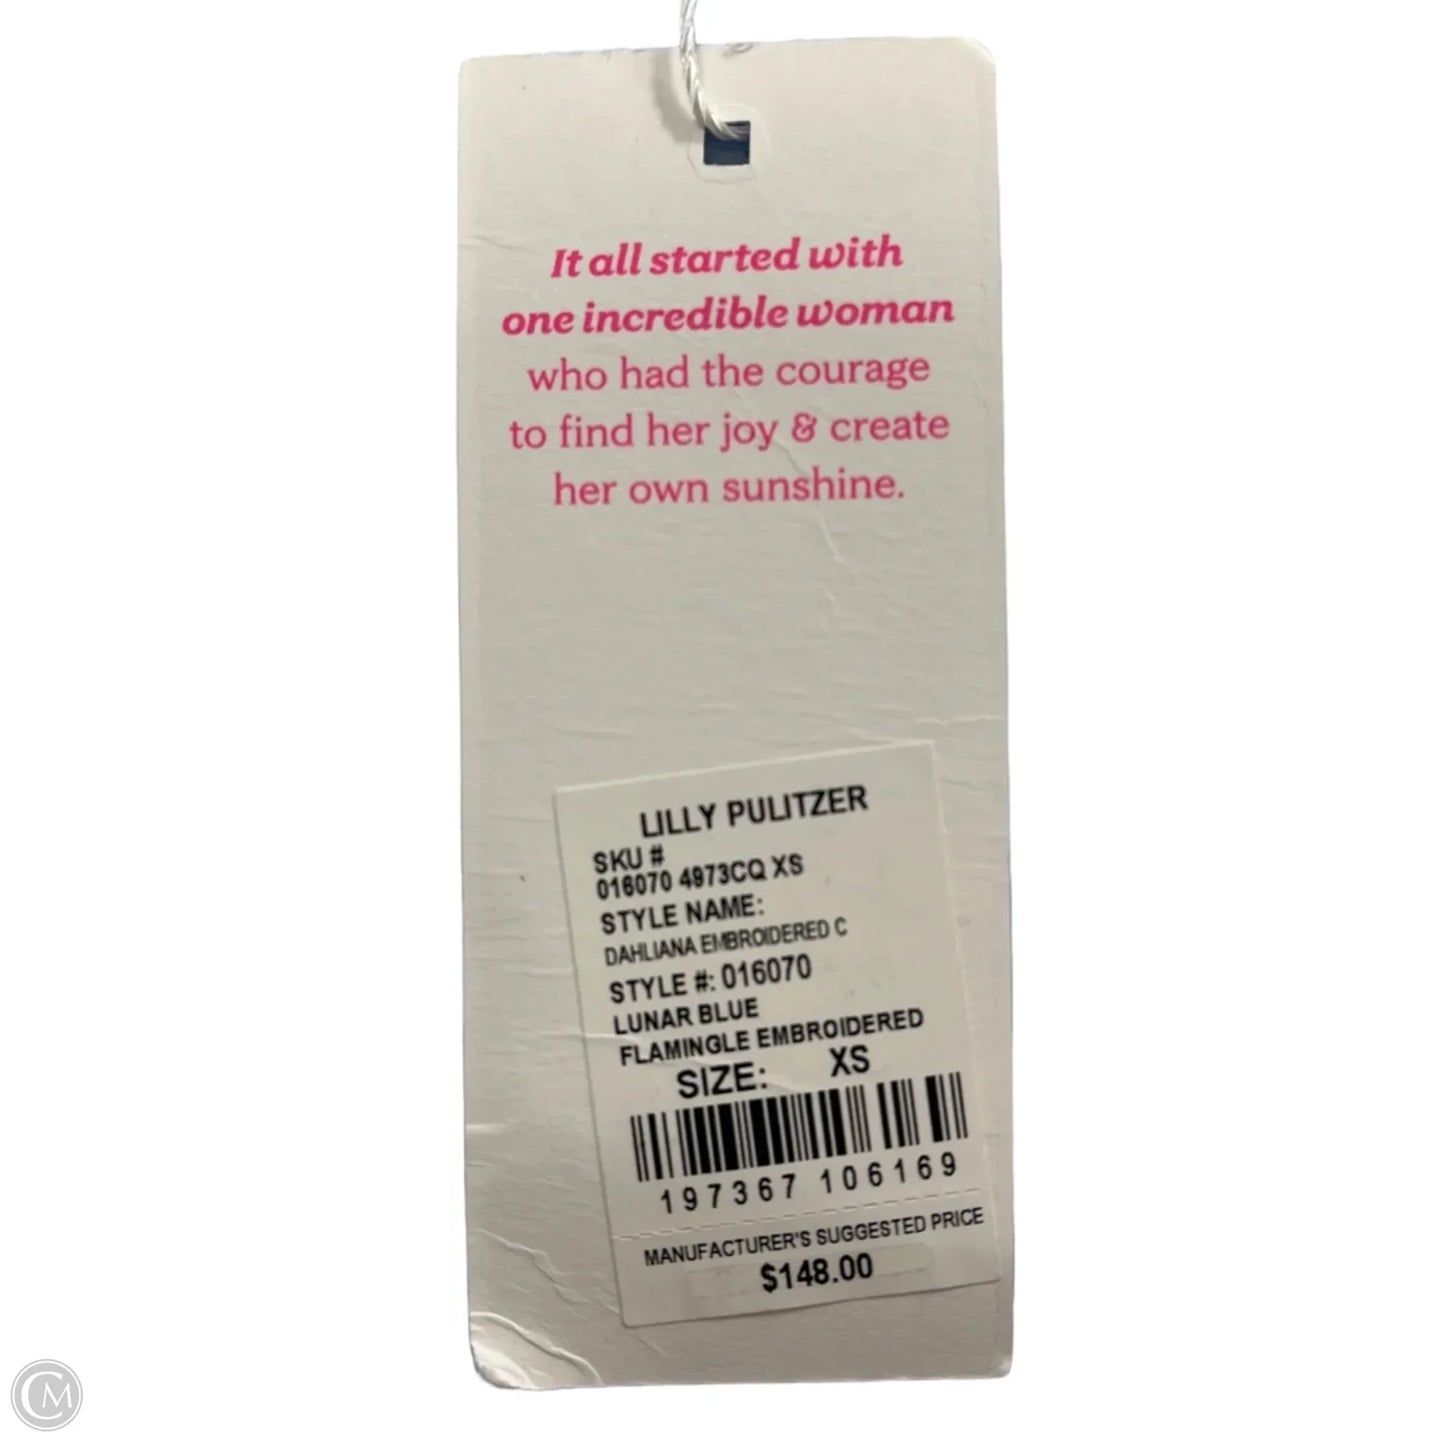 It all started with
one incredible woman
who had the courage
to find her joy & create
her own sunshine.
LILLY PULITZER
SKU #
016070 4973CQ XS
STYLE NAME:
DAHLIANA EMBROIDERED C
STYLE #: 016070
LUNAR BLUE
FLAMINGLE EMBROIDERED
SIZE: XS
197367 106169
MANUFACTURER'S SUGGESTED PRICE
$148.00
CM